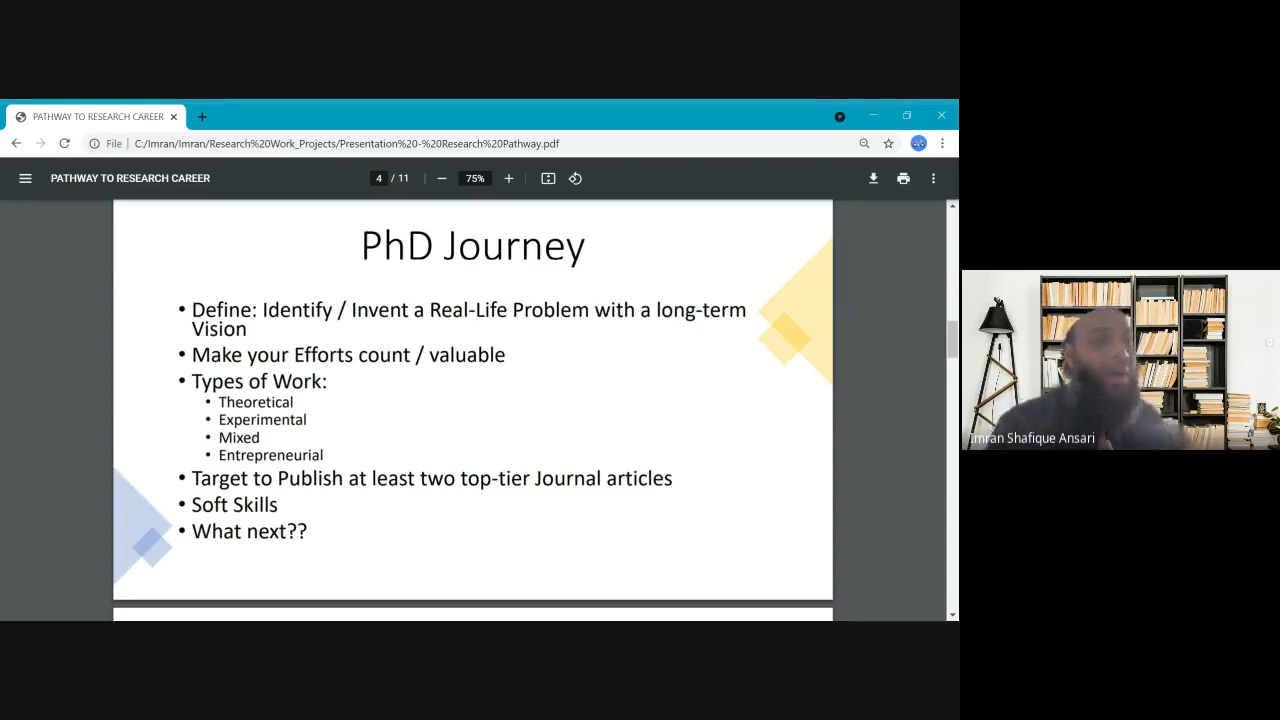 PATHWAY TO RESEARCH CAREER
File
C:/Imran/Imran/Research%20Work_Projects/Presentation%20-%20Research%20Pathway.pdf
PATHWAY TO RESEARCH CAREER
4 / 11
75%
PhD Journey
• Define: Identify / Invent a Real-Life Problem with a long-term
Vision
• Make your Efforts count / valuable
• Types of Work:
• Theoretical
• Experimental
• Mixed
• Entrepreneurial
• Target to Publish at least two top-tier Journal articles
• Soft Skills
• What next??
Imran Shafique Ansari